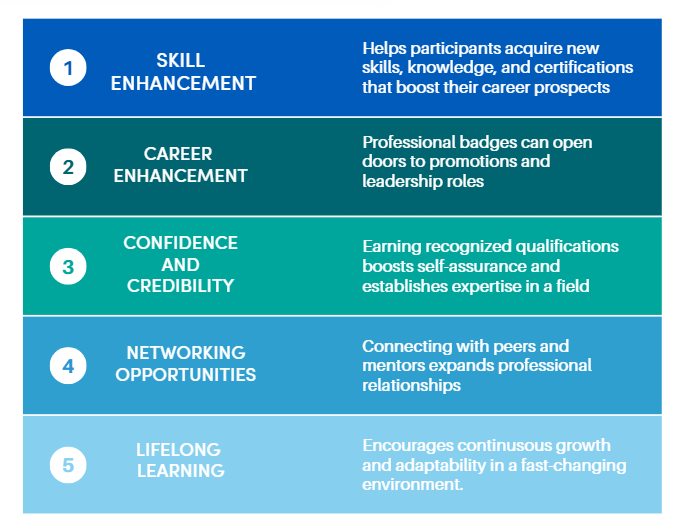 1
SKILL
ENHANCEMENT
Helps participants acquire new
skills, knowledge, and certifications
that boost their career prospects
2
CAREER
ENHANCEMENT
Professional badges can open
doors to promotions and
leadership roles
3
CONFIDENCE
AND
CREDIBILITY
Earning recognized qualifications
boosts self-assurance and
establishes expertise in a field
4
NETWORKING
OPPORTUNITIES
Connecting with peers and
mentors expands professional
relationships
5
LIFELONG
LEARNING
Encourages continusous growth
and adaptability in a fast-changing
environment.